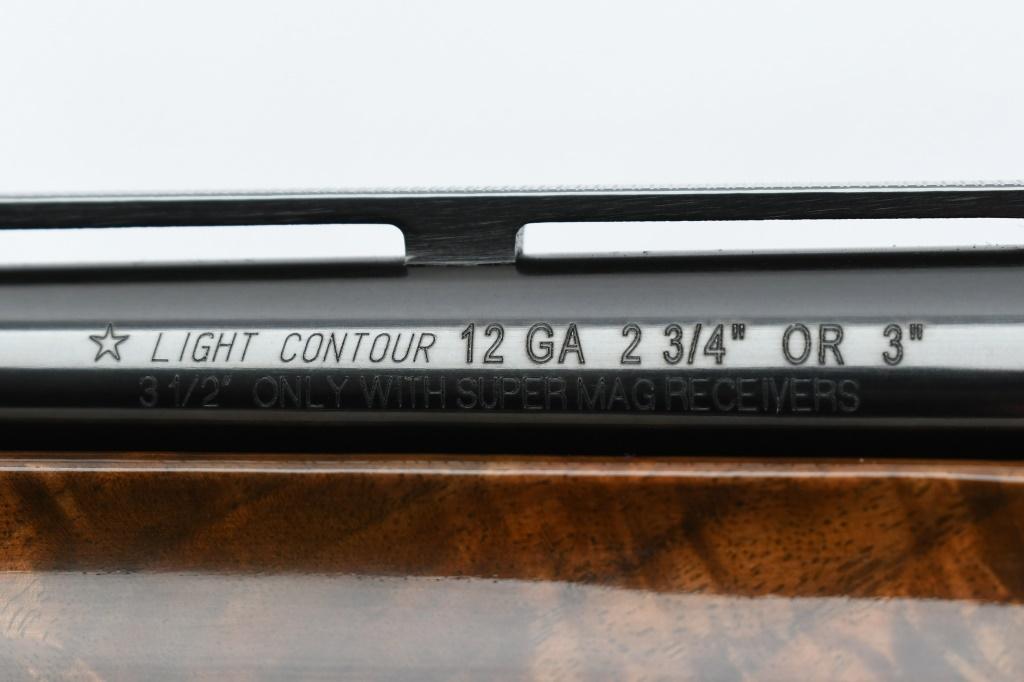 ☆ LIGHT CONTOUR 12 GA 2 3/4" OR 3"
3 1/2" ONLY WITH SUPER MAG RECEIVERS